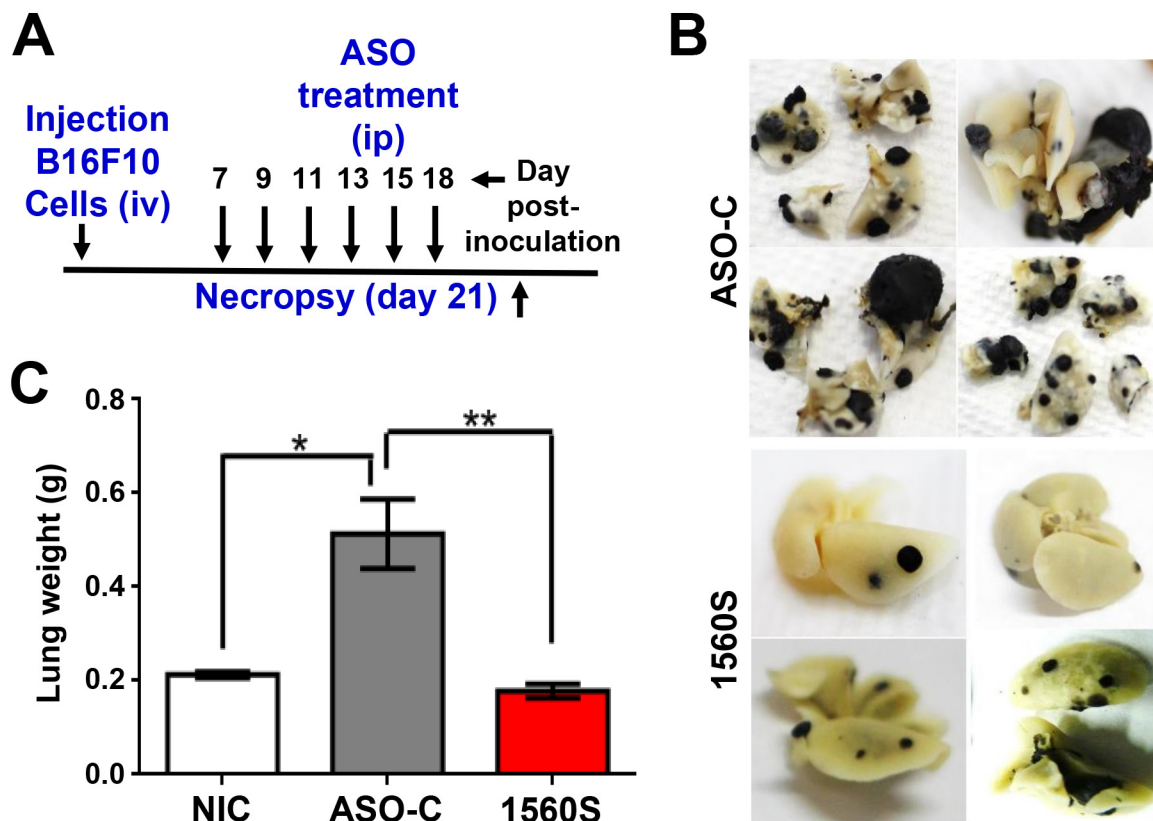 A
Injection
B16F10
Cells (iv)
ASO
treatment
(ip)
7 9 11 13 15 18
Day
post-
inoculation
Necropsy (day 21)
B
ASO-C
1560S
C
Lung weight (g)
0.8
0.6
0.4
0.2
0.0
*
**
NIC ASO-C 1560S